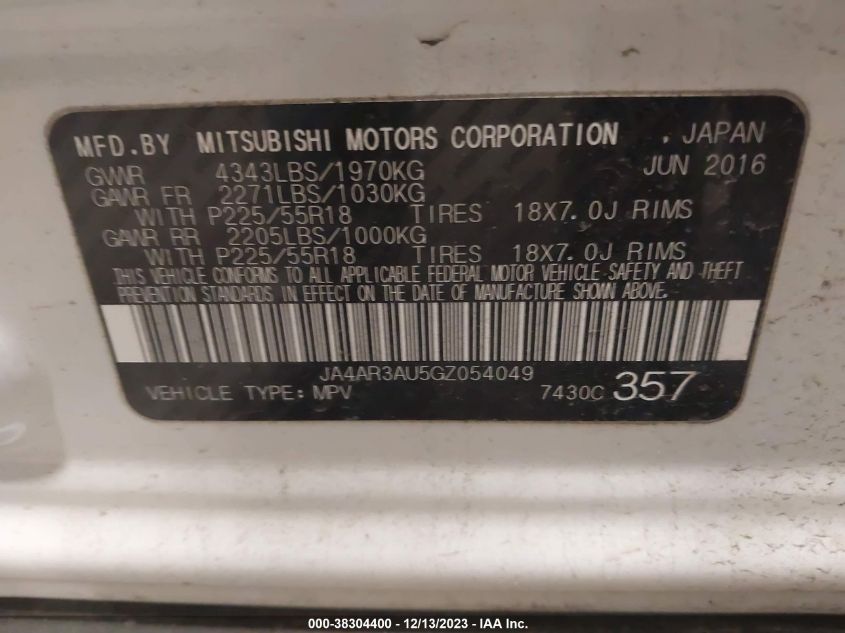 MFD.BY MITSUBISHI MOTORS CORPORATION , JAPAN
GVWR 4343LBS/1970KG JUN 2016
GAWR FR 2271LBS/1030KG
WITH P225/55R18 TIRES 18X7.0J RIMS
GAWR RR 2205LBS/1000KG
WITH P225/55R18 TIRES 18X7.0J RIMS
THIS VEHICLE CONFORMS TO ALL APPLICABLE FEDERAL MOTOR VEHICLE SAFETY AND THEFT
PREVENTION STANDARDS IN EFFECT ON THE DATE OF MANUFACTURE SHOWN ABOVE.
JA4AR3AU5GZ054049
VEHICLE TYPE: MPV 7430C 357
000-38304400 - 12/13/2023 - IAA Inc.